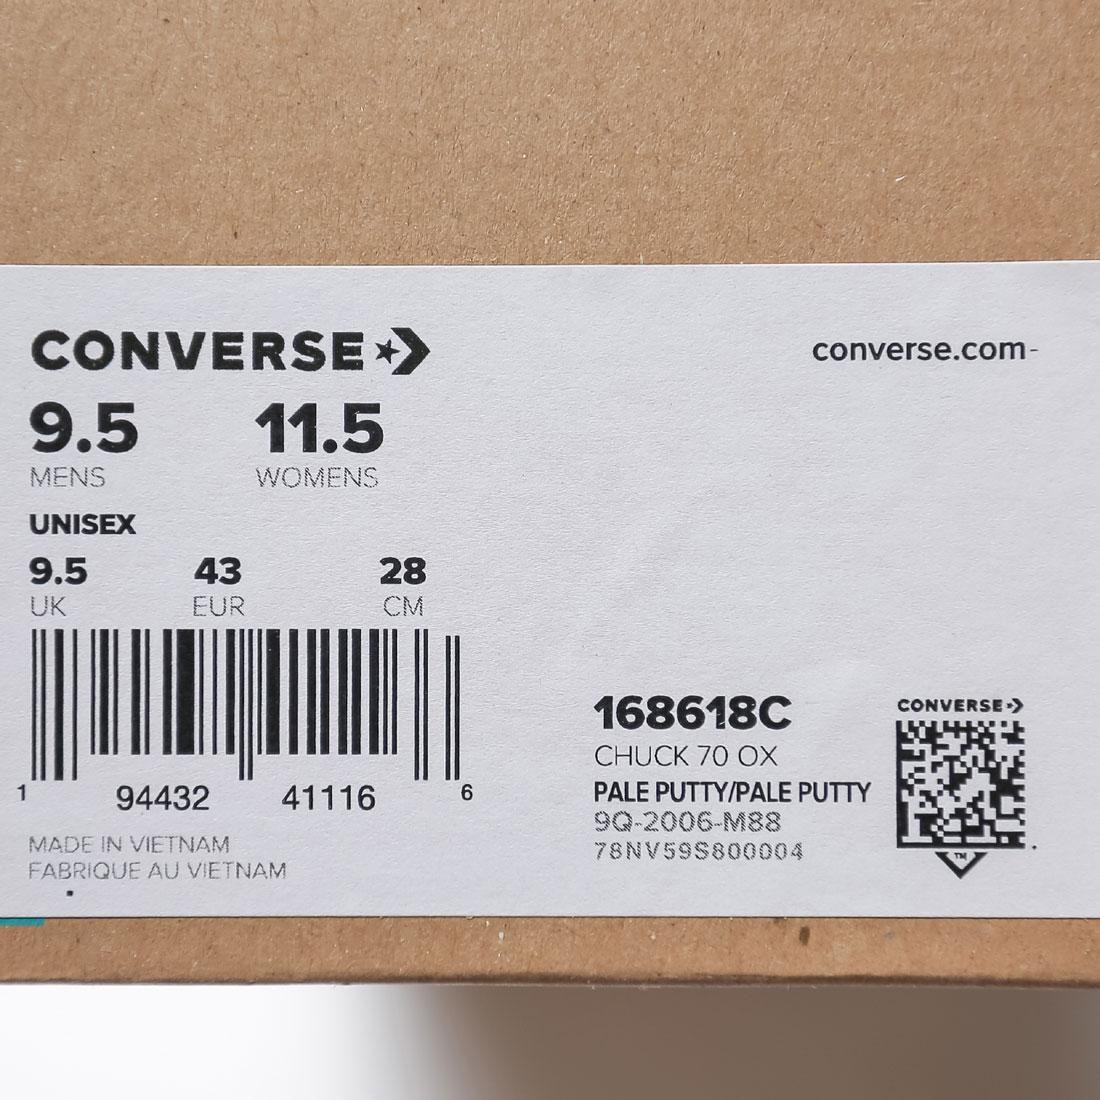 CONVERSE
converse.com-
9.5 11.5
MENS WOMENS
UNISEX
9.5 43 28
UK EUR CM
1 94432 41116 6
MADE IN VIETNAM
FABRIQUE AU VIETNAM
168618C
CHUCK 70 OX
PALE PUTTY/PALE PUTTY
9Q-2006-M88
78NV59S800004
CONVERSE
TM